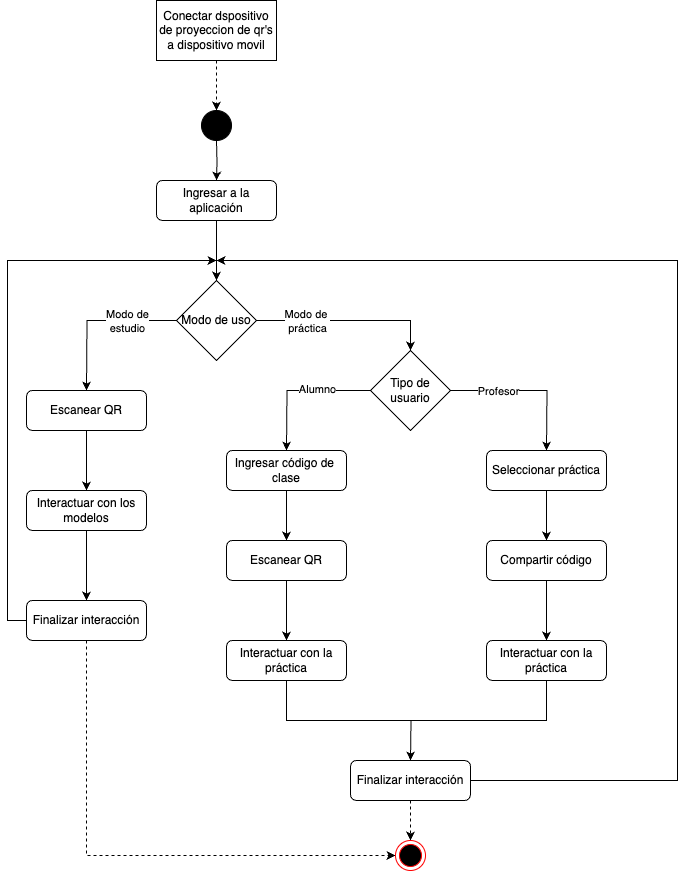 Conectar dspositivo
de proyeccion de qr's
a dispositivo movil
Ingresar a la
aplicación
Modo de uso
Modo de
estudio
Modo de
práctica
Tipo de
usuario
Alumno
Profesor
Escanear QR
Interactuar con los
modelos
Finalizar interacción
Ingresar código de
clase
Escanear QR
Interactuar con la
práctica
Seleccionar práctica
Compartir código
Interactuar con la
práctica
Finalizar interacción